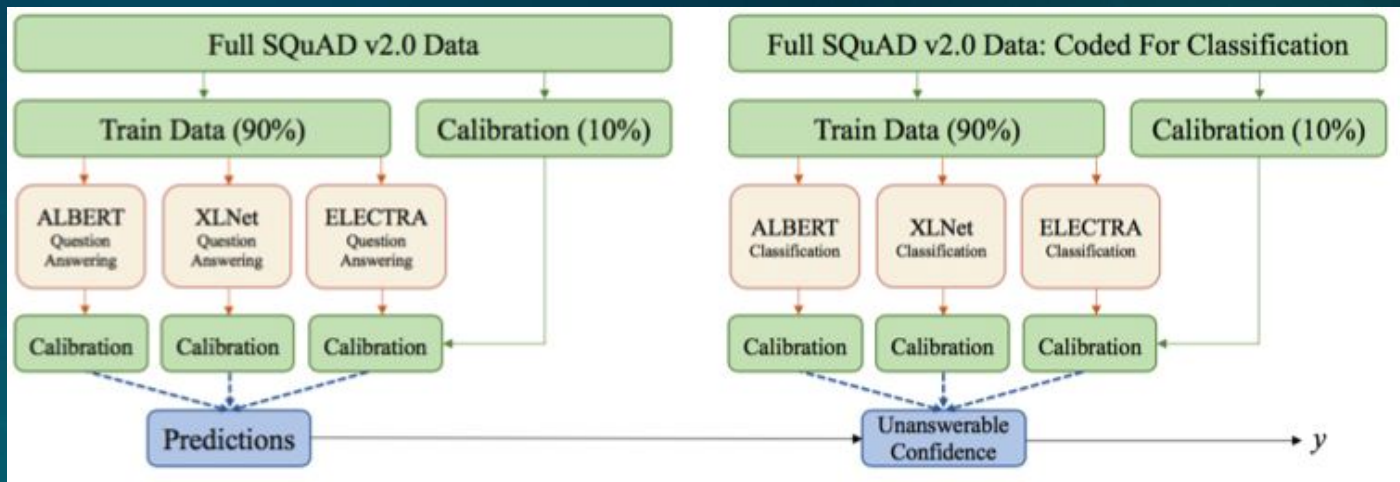 Full SQuAD v2.0 Data
Train Data (90%)
Calibration (10%)
ALBERT
Question
Answering
XLNet
Question
Answering
ELECTRA
Question
Answering
Calibration
Calibration
Calibration
Predictions
Full SQuAD v2.0 Data: Coded For Classification
Train Data (90%)
Calibration (10%)
ALBERT
Classification
XLNet
Classification
ELECTRA
Classification
Calibration
Calibration
Calibration
Unanswerable
Confidence
y